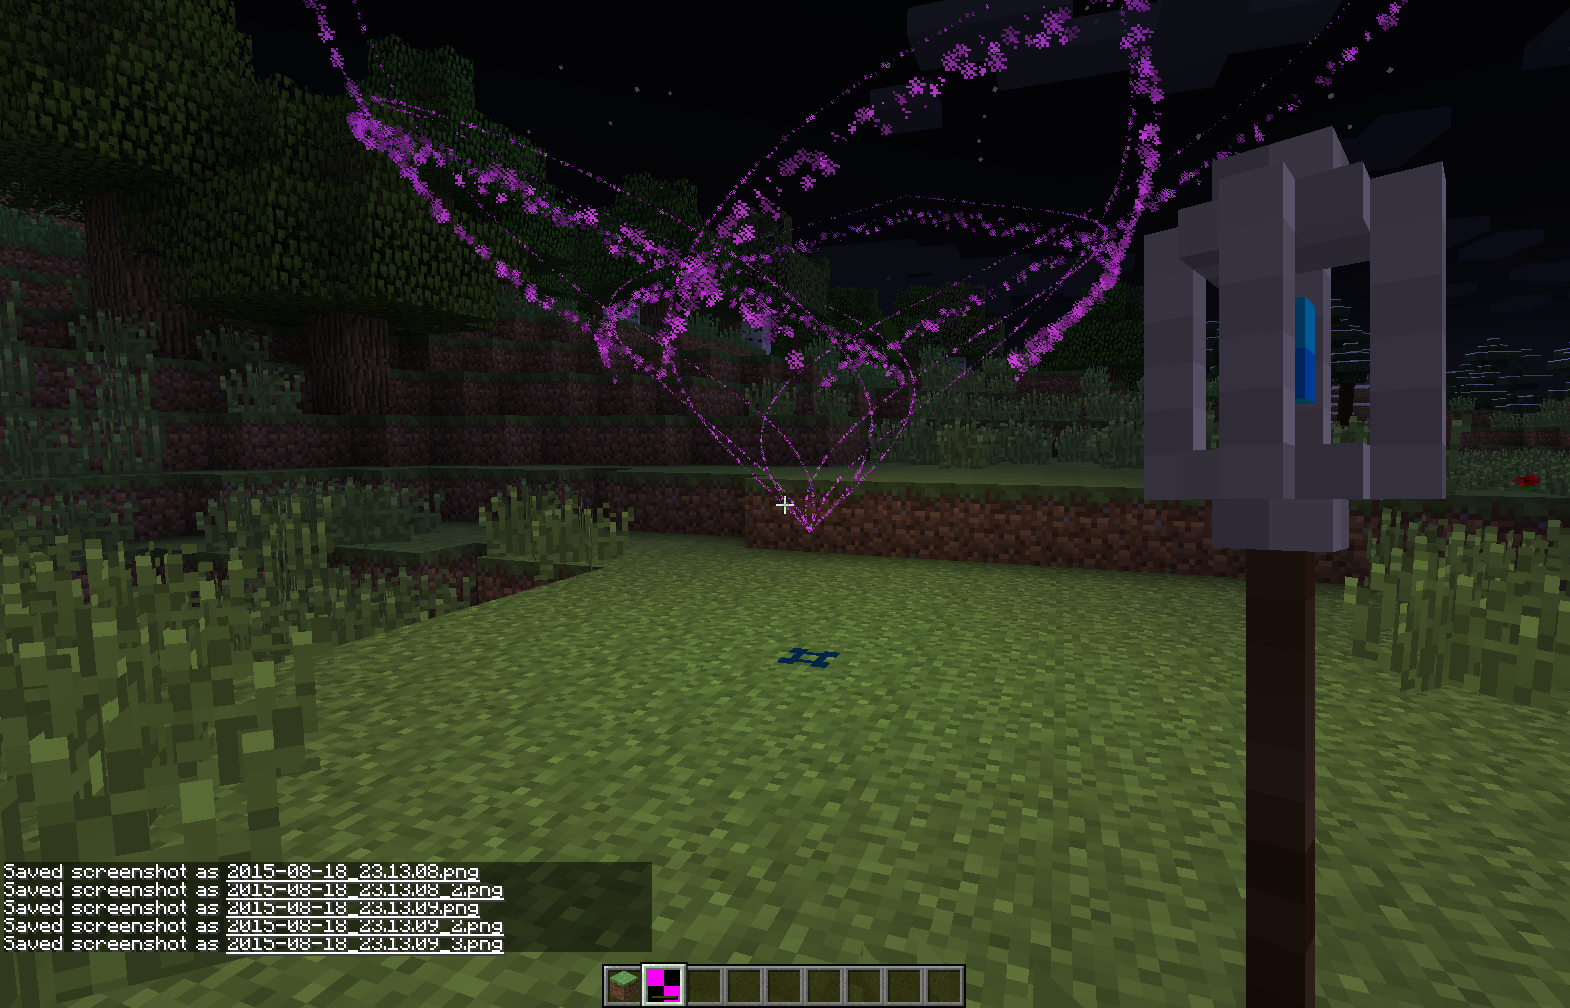 Saved screenshot as 2015-08-18_23.13.08.png
Saved screenshot as 2015-08-18_23.13.08_2.png
Saved screenshot as 2015-08-18_23.13.09.png
Saved screenshot as 2015-08-18_23.13.09_2.png
Saved screenshot as 2015-08-18_23.13.09_3.png